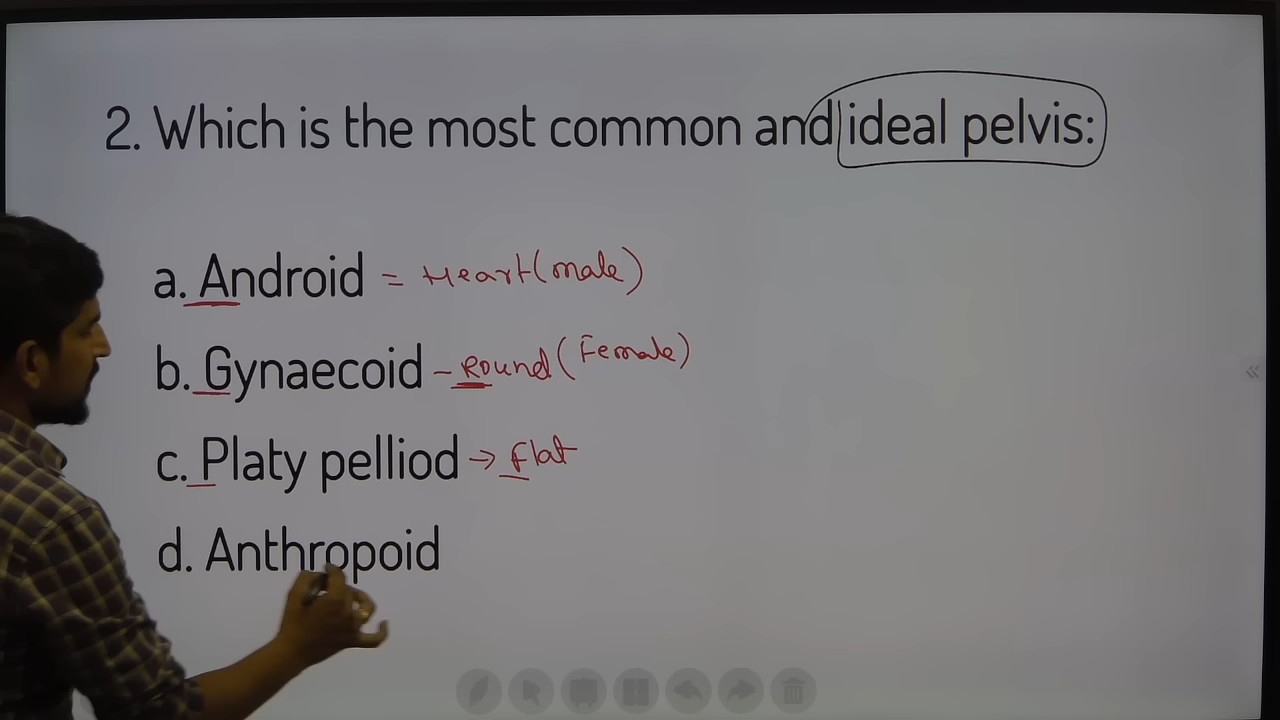 2. Which is the most common and ideal pelvis:
a. Android = Heart (male)
b. Gynaecoid - Round (Female)
c. Platy pelliod → flat
d. Anthropoid